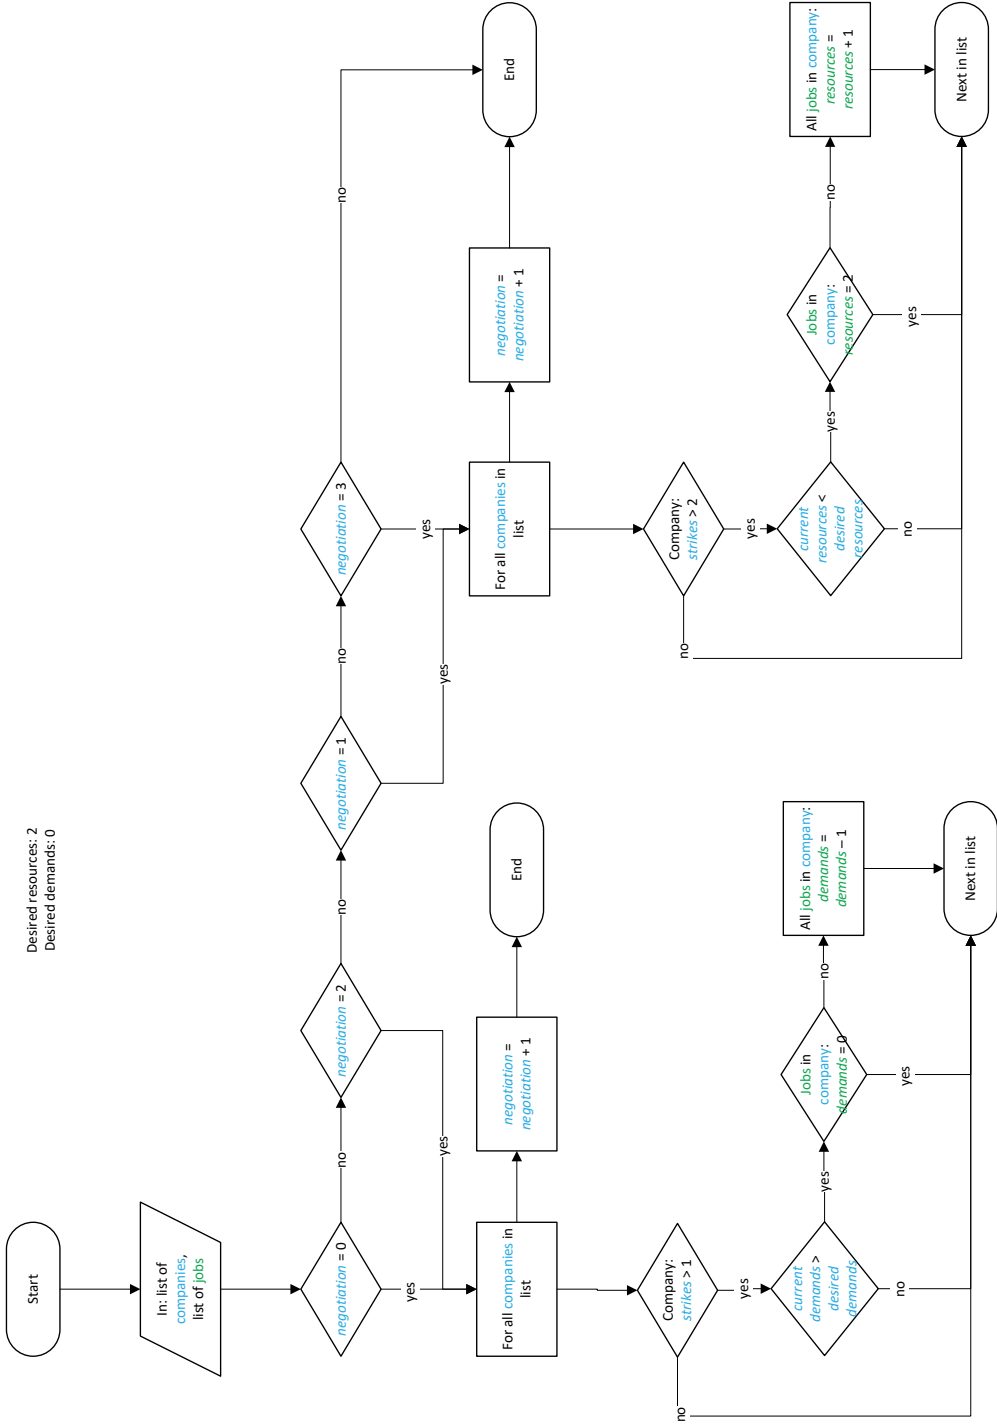 Desired resources: 2
Desired demands: 0
Start
In: list of
companies,
list of jobs
negotiation = 0
no
negotiation = 2
no
negotiation = 1
no
negotiation = 3
no
yes
yes
yes
yes
For all companies in
list
negotiation =
negotiation + 1
End
For all companies in
list
negotiation =
negotiation + 1
End
Company:
strikes > 1
no
yes
current
demands >
desired
demands
no
yes
Jobs in
company:
demands = 0
yes
no
All jobs in company:
demands =
demands – 1
Next in list
Company:
strikes > 2
no
yes
current
resources <
desired
resources
no
yes
Jobs in
company:
resources = 2
yes
no
All jobs in company:
resources =
resources + 1
Next in list